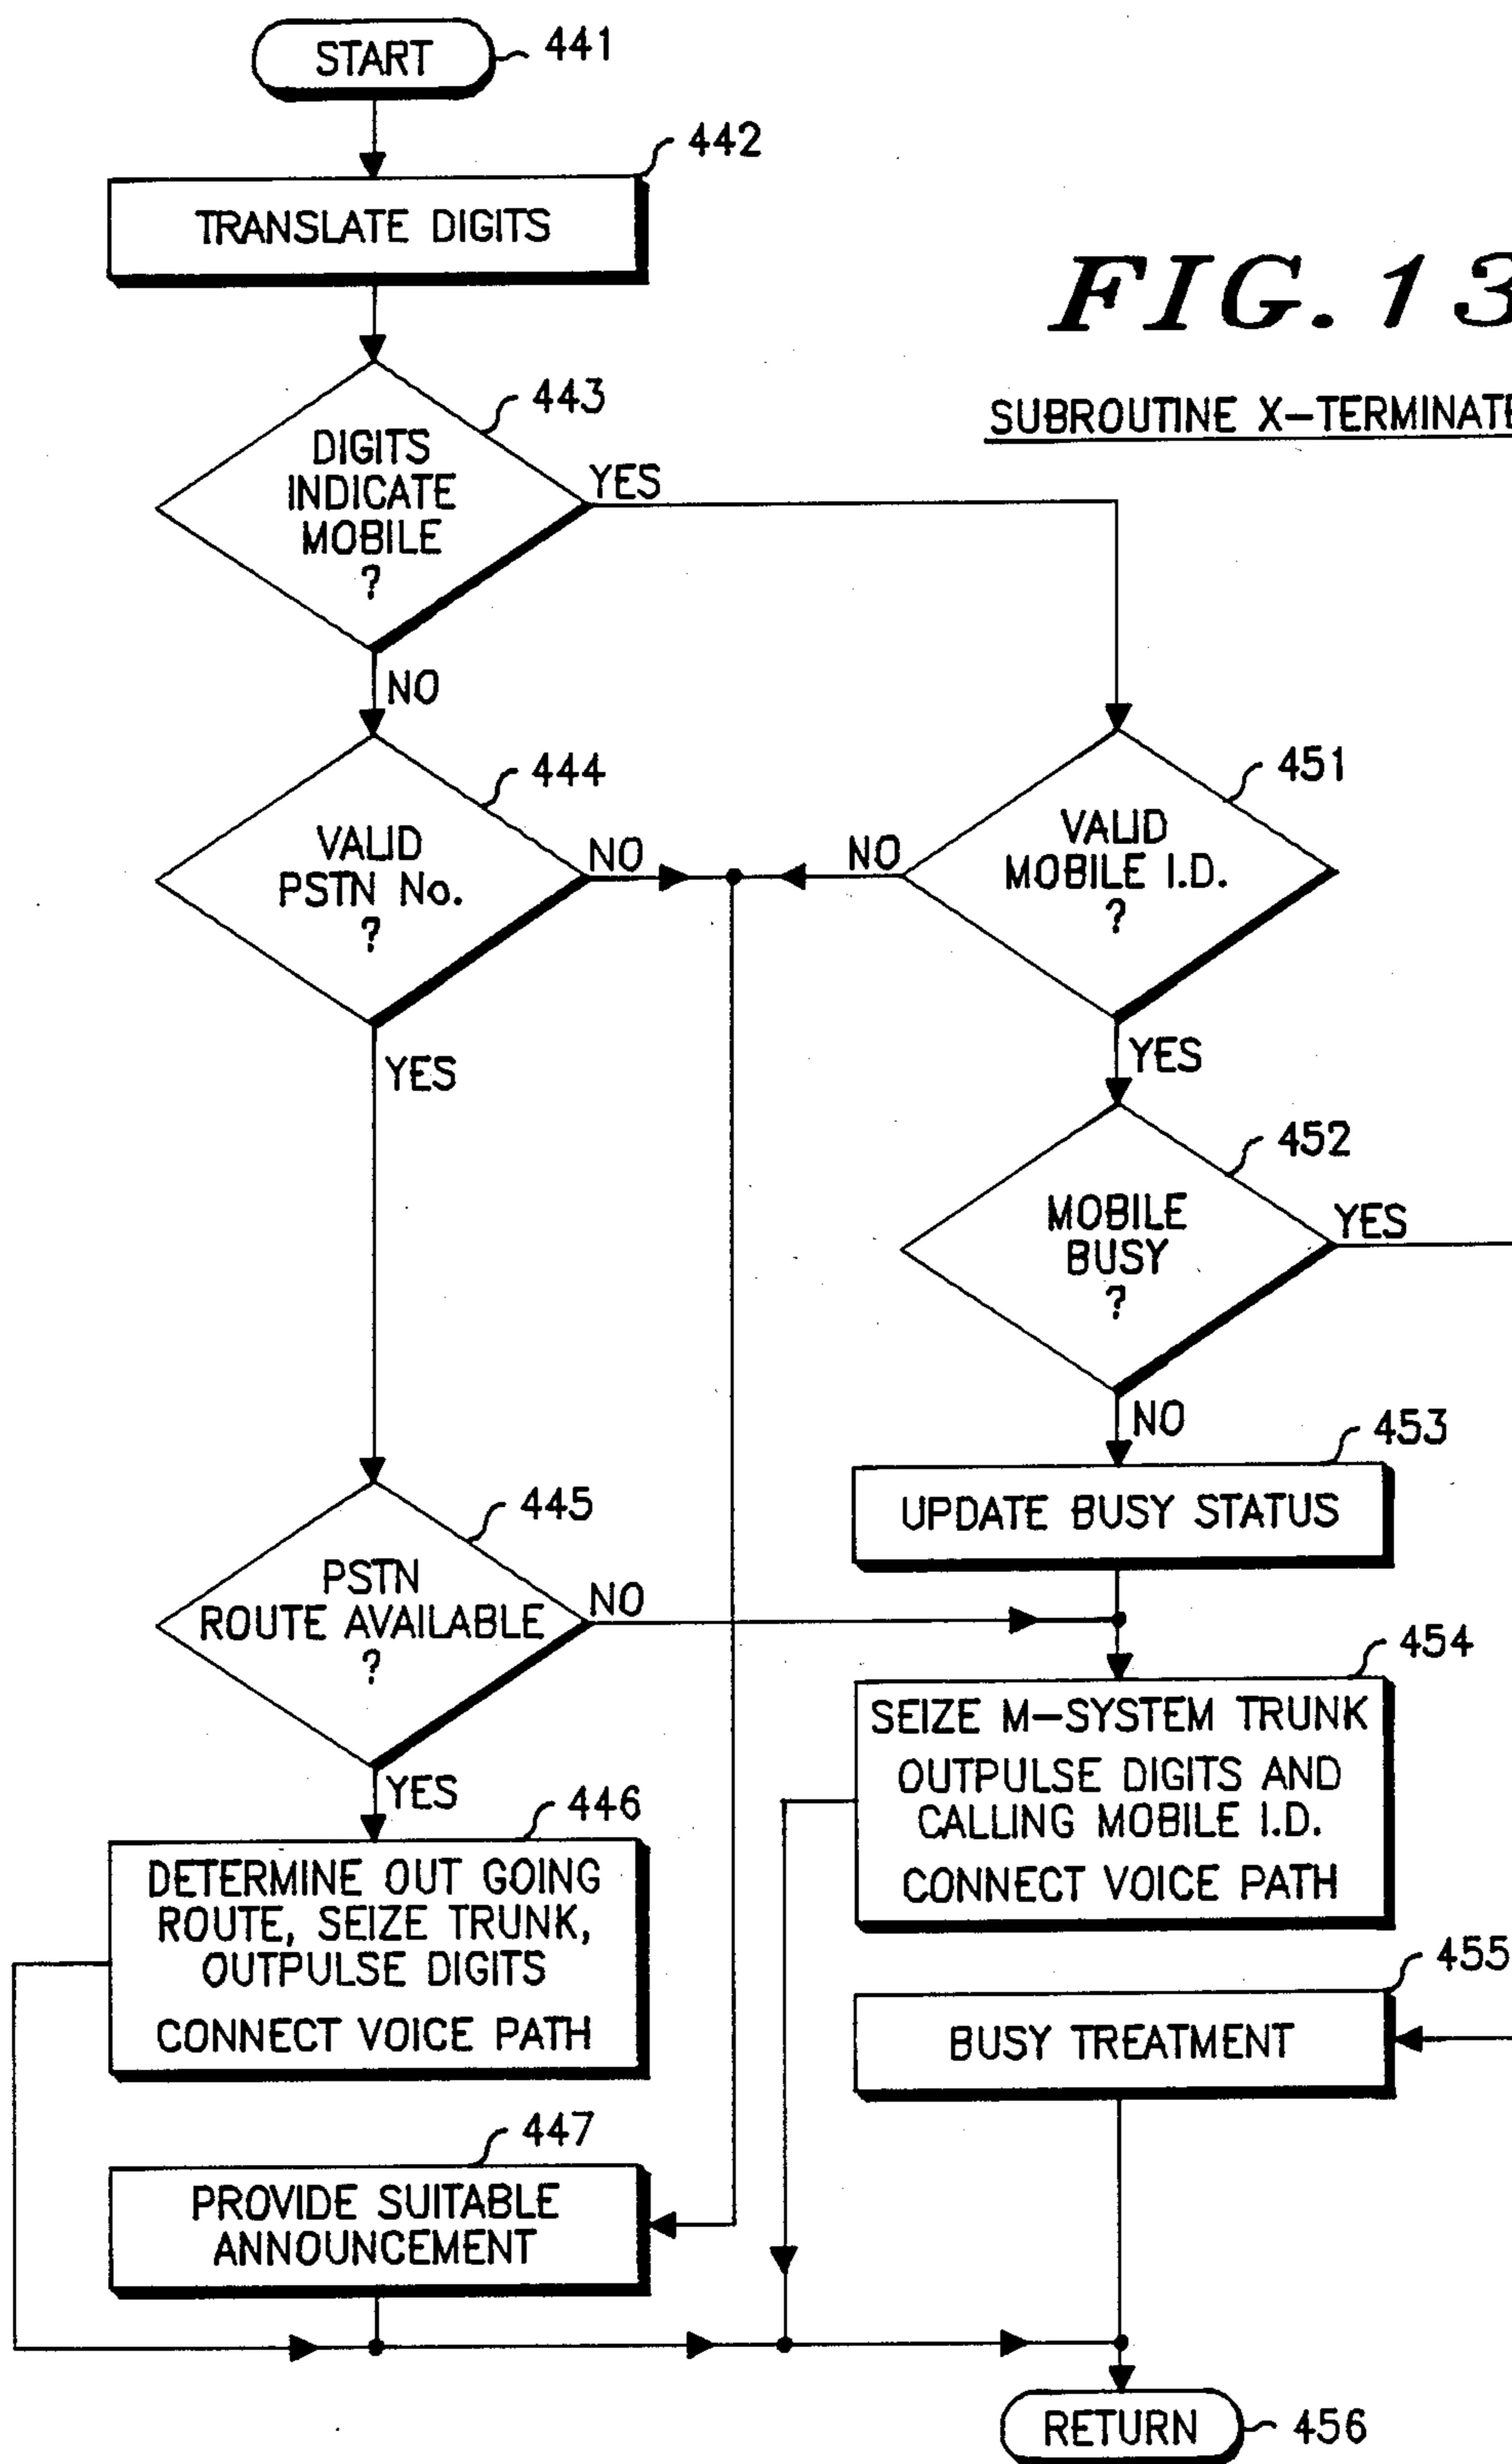 START
441
TRANSLATE DIGITS
442
FIG. 13
SUBROUTINE X-TERMINATE
DIGITS
INDICATE
MOBILE
?
443
YES
NO
VALID
PSTN No.
?
444
NO
YES
VALID
MOBILE I.D.
?
451
NO
YES
MOBILE
BUSY
?
452
YES
NO
UPDATE BUSY STATUS
453
PSTN
ROUTE AVAILABLE
?
445
NO
YES
SEIZE M-SYSTEM TRUNK
OUTPULSE DIGITS AND
CALLING MOBILE I.D.
CONNECT VOICE PATH
454
DETERMINE OUT GOING
ROUTE, SEIZE TRUNK,
OUTPULSE DIGITS
CONNECT VOICE PATH
446
BUSY TREATMENT
455
PROVIDE SUITABLE
ANNOUNCEMENT
447
RETURN
456